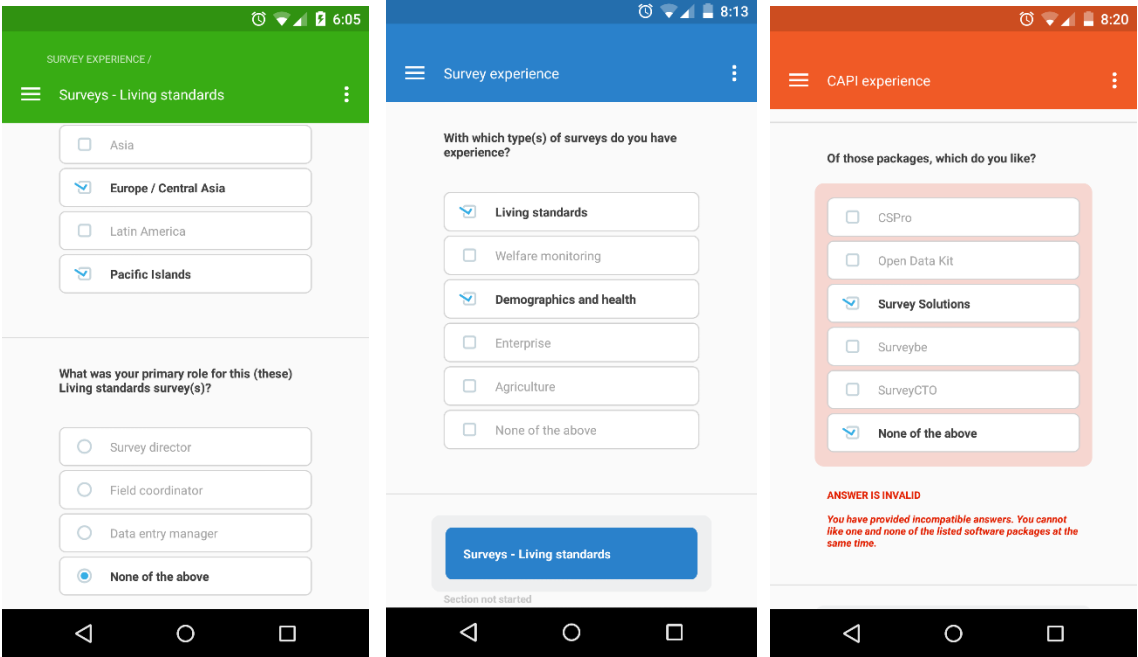 6:05
SURVEY EXPERIENCE /
Surveys - Living standards
Asia
Europe / Central Asia
Latin America
Pacific Islands
What was your primary role for this (these)
Living standards survey(s)?
Survey director
Field coordinator
Data entry manager
None of the above
8:13
Survey experience
With which type(s) of surveys do you have
experience?
Living standards
Welfare monitoring
Demographics and health
Enterprise
Agriculture
None of the above
Surveys - Living standards
Section not started
8:20
CAPI experience
Of those packages, which do you like?
CSPro
Open Data Kit
Survey Solutions
Surveybe
SurveyCTO
None of the above
ANSWER IS INVALID
You have provided incompatible answers. You cannot
like one and none of the listed software packages at the
same time.